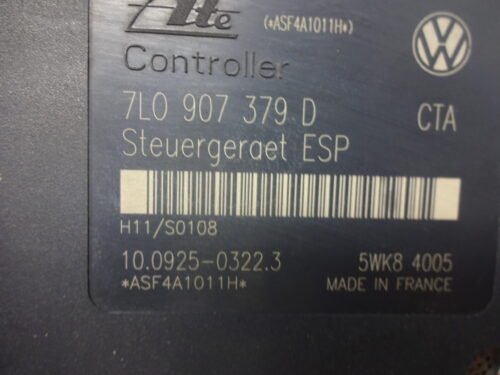 Ate (*ASF4A1011H*)
VW
Controller
7L0 907 379 D CTA
Steuergeraet ESP
H11/S0108
10.0925-0322.3 5WK8 4005
*ASF4A1011H* MADE IN FRANCE